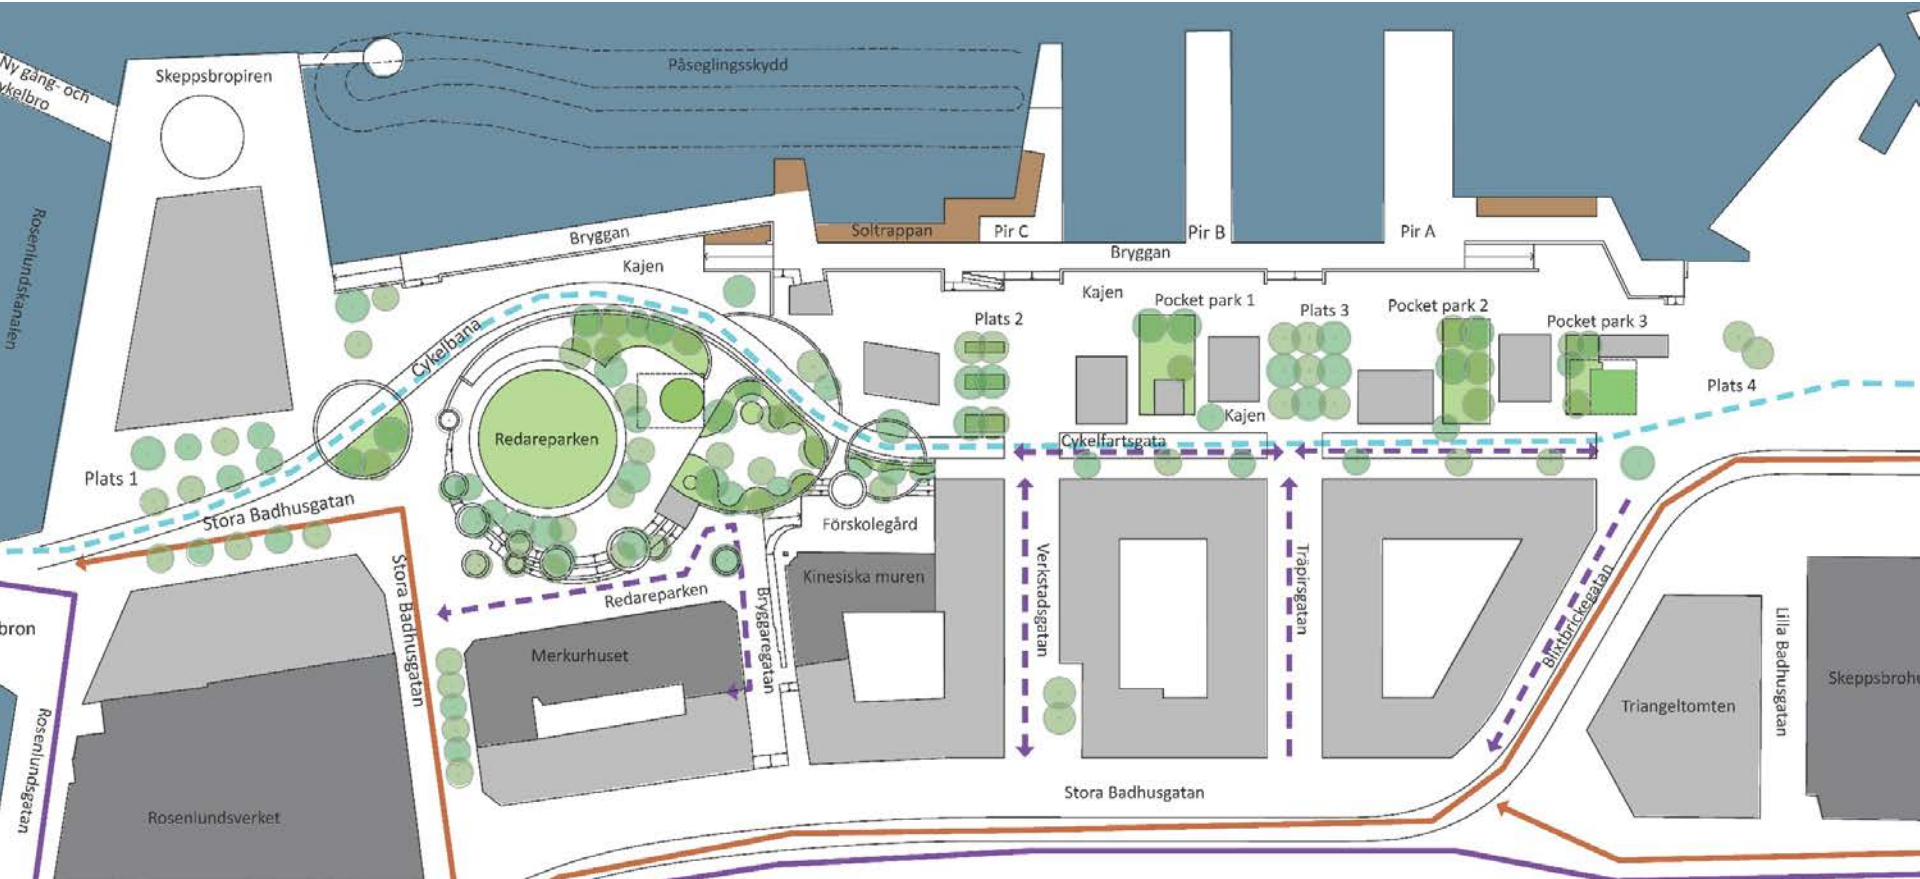 Ny gång- och
ykelbro
Skeppsbropiren
Påseglingsskydd
Rosenlundskanalen
Bryggan
Soltrappan
Pir C
Pir B
Pir A
Bryggan
Kajen
Kajen
Pocket park 1
Plats 2
Plats 3
Pocket park 2
Pocket park 3
Cykelbana
Plats 4
Kajen
Redareparken
Cykelfartsgata
Plats 1
Stora Badhusgatan
Förskolegård
Stora Badhusgatan
Kinesiska muren
Verkstadsgatan
Träpirsgatan
Redareparken
Bryggaregatan
Blixtbrickegatan
bron
Merkurhuset
Lilla Badhusgatan
Skeppsbrohu
Triangeltomten
Rosenlundsgatan
Stora Badhusgatan
Rosenlundsverket